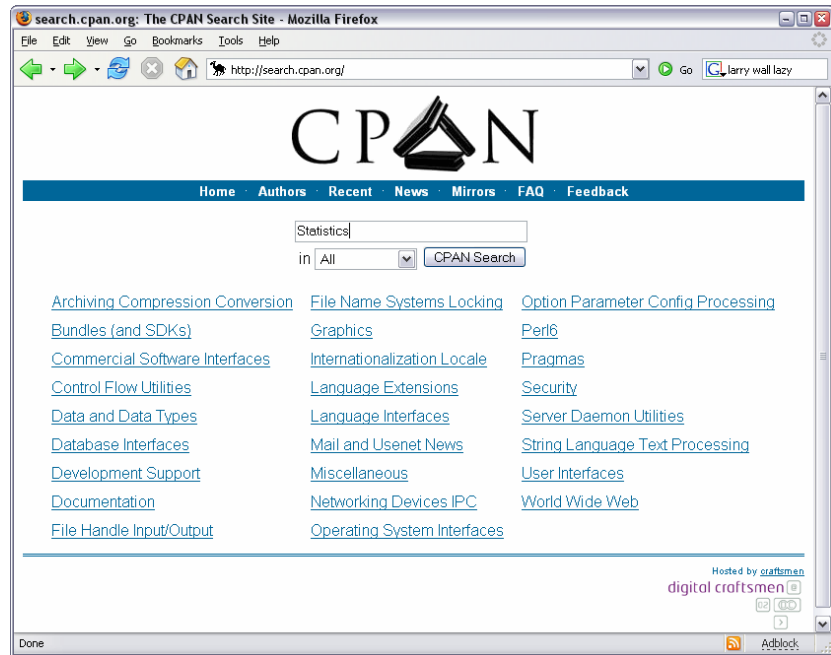 search.cpan.org: The CPAN Search Site - Mozilla Firefox
File Edit View Go Bookmarks Tools Help
http://search.cpan.org/ Go G larry wall lazy
CPAN
Home · Authors · Recent · News · Mirrors · FAQ · Feedback
Statistics
in All CPAN Search
Archiving Compression Conversion File Name Systems Locking Option Parameter Config Processing
Bundles (and SDKs) Graphics Perl6
Commercial Software Interfaces Internationalization Locale Pragmas
Control Flow Utilities Language Extensions Security
Data and Data Types Language Interfaces Server Daemon Utilities
Database Interfaces Mail and Usenet News String Language Text Processing
Development Support Miscellaneous User Interfaces
Documentation Networking Devices IPC World Wide Web
File Handle Input/Output Operating System Interfaces
Hosted by craftsmen
digital craftsmen
Done Adblock